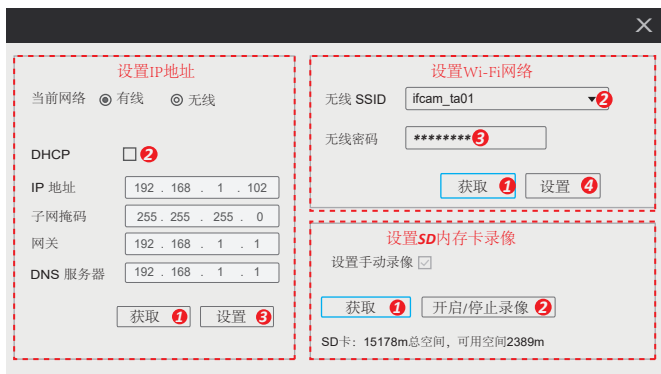 设置IP地址
当前网络 有线 无线
DHCP 2
IP 地址 192 . 168 . 1 . 102
子网掩码 255 . 255 . 255 . 0
网关 192 . 168 . 1 . 1
DNS 服务器 192 . 168 . 1 . 1
获取 1 设置 3
设置Wi-Fi网络
无线 SSID ifcam_ta01 2
无线密码 ******** 3
获取 1 设置 4
设置SD内存卡录像
设置手动录像
获取 1 开启/停止录像 2
SD卡：15178m总空间，可用空间2389m